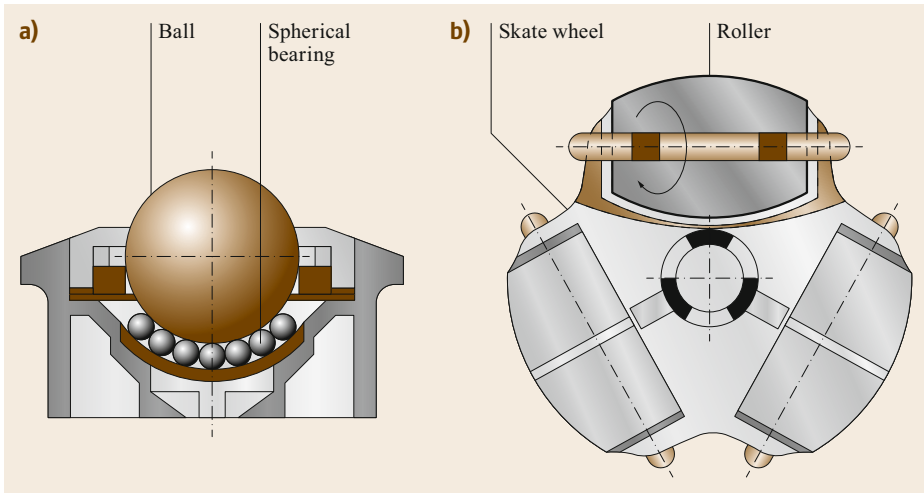 a)
Ball
Spherical
bearing
b)
Skate wheel
Roller